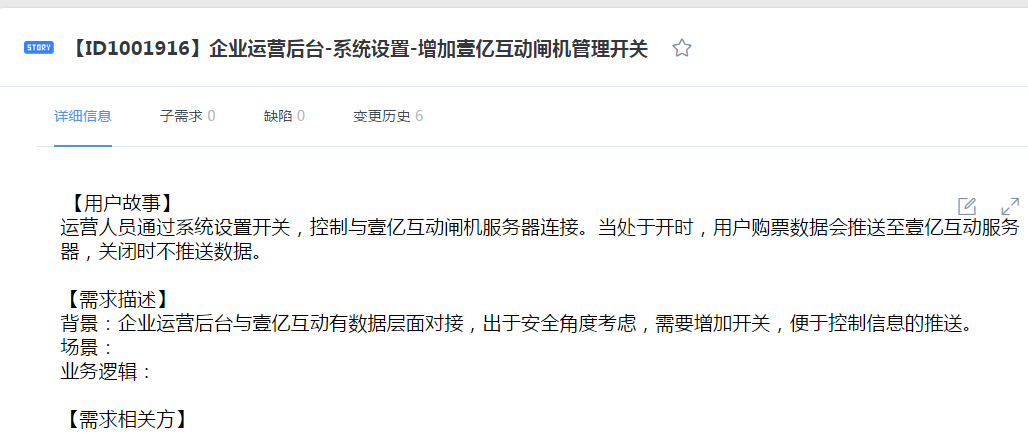 STORY 【ID1001916】企业运营后台-系统设置-增加壹亿互动闸机管理开关
详细信息 子需求 0 缺陷 0 变更历史 6
【用户故事】
运营人员通过系统设置开关，控制与壹亿互动闸机服务器连接。当处于开时，用户购票数据会推送至壹亿互动服务
器，关闭时不推送数据。
【需求描述】
背景：企业运营后台与壹亿互动有数据层面对接，出于安全角度考虑，需要增加开关，便于控制信息的推送。
场景：
业务逻辑：
【需求相关方】